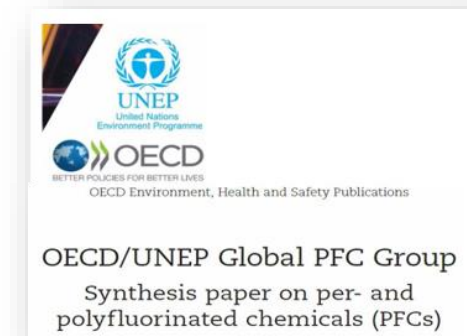 UNEP
United Nations
Environment Programme
OECD
BETTER POLICIES FOR BETTER LIVES
OECD Environment, Health and Safety Publications
OECD/UNEP Global PFC Group
Synthesis paper on per- and
polyfluorinated chemicals (PFCs)